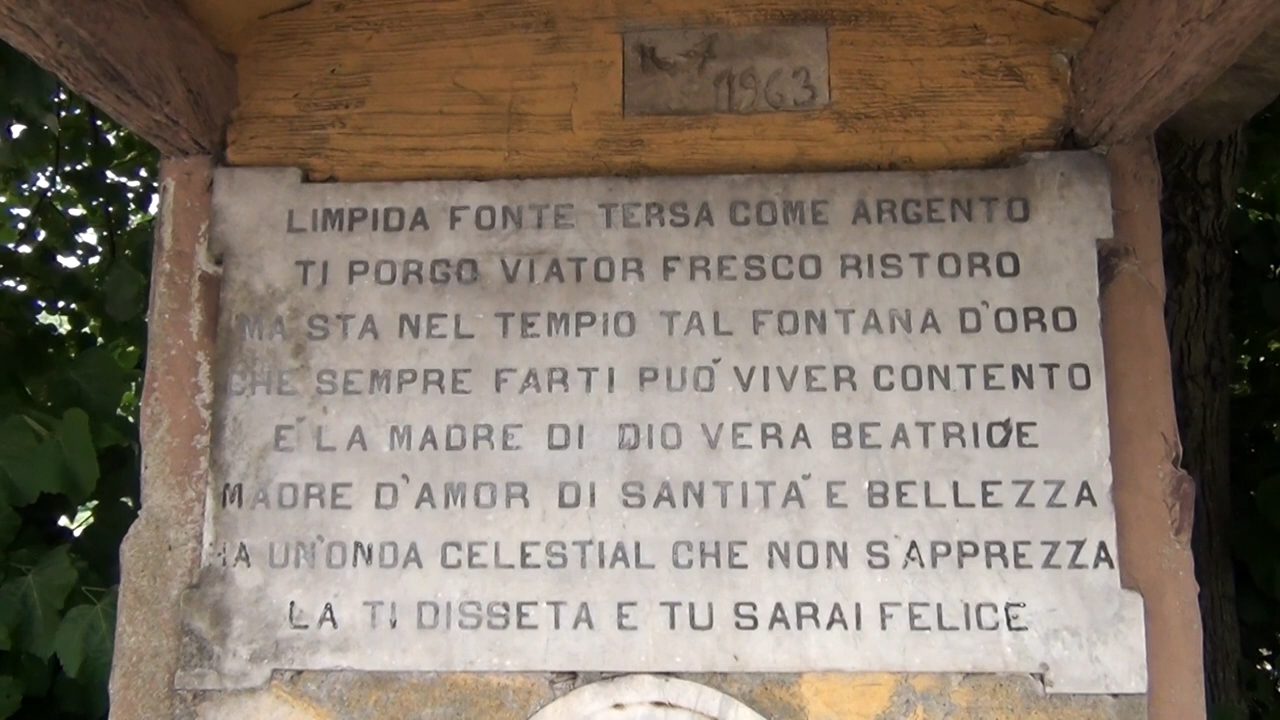 1963
LIMPIDA FONTE TERSA COME ARGENTO
TI PORGO VIATOR FRESCO RISTORO
MA STA NEL TEMPIO TAL FONTANA D'ORO
CHE SEMPRE FARTI PUO' VIVER CONTENTO
E' LA MADRE DI DIO VERA BEATRICE
MADRE D'AMOR DI SANTITA' E BELLEZZA
HA UN'ONDA CELESTIAL CHE NON S'APPREZZA
LA TI DISSETA E TU SARAI FELICE